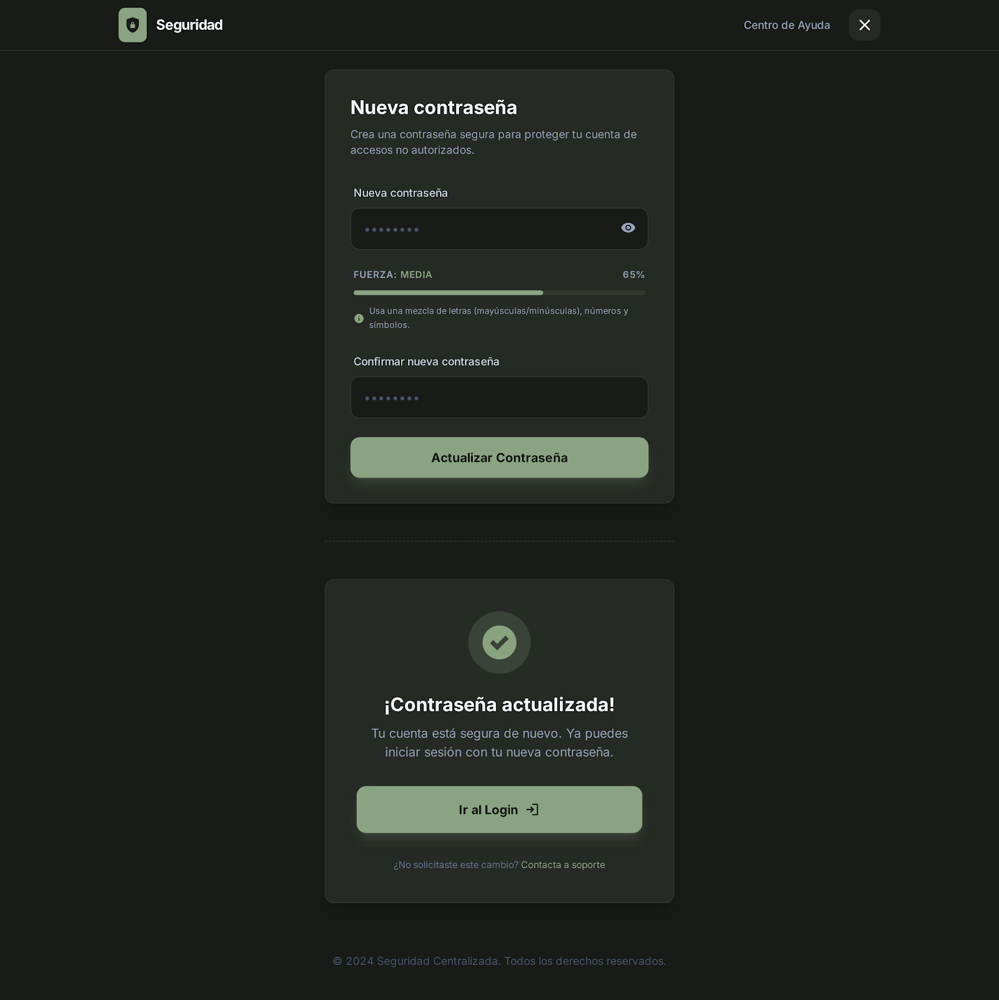 Seguridad
Centro de Ayuda
Nueva contraseña
Crea una contraseña segura para proteger tu cuenta de
accesos no autorizados.
Nueva contraseña
••••••••
FUERZA: MEDIA
65%
Usa una mezcla de letras (mayúsculas/minúsculas), números y
símbolos.
Confirmar nueva contraseña
••••••••
Actualizar Contraseña
¡Contraseña actualizada!
Tu cuenta está segura de nuevo. Ya puedes
iniciar sesión con tu nueva contraseña.
Ir al Login
¿No solicitaste este cambio? Contacta a soporte
© 2024 Seguridad Centralizada. Todos los derechos reservados.